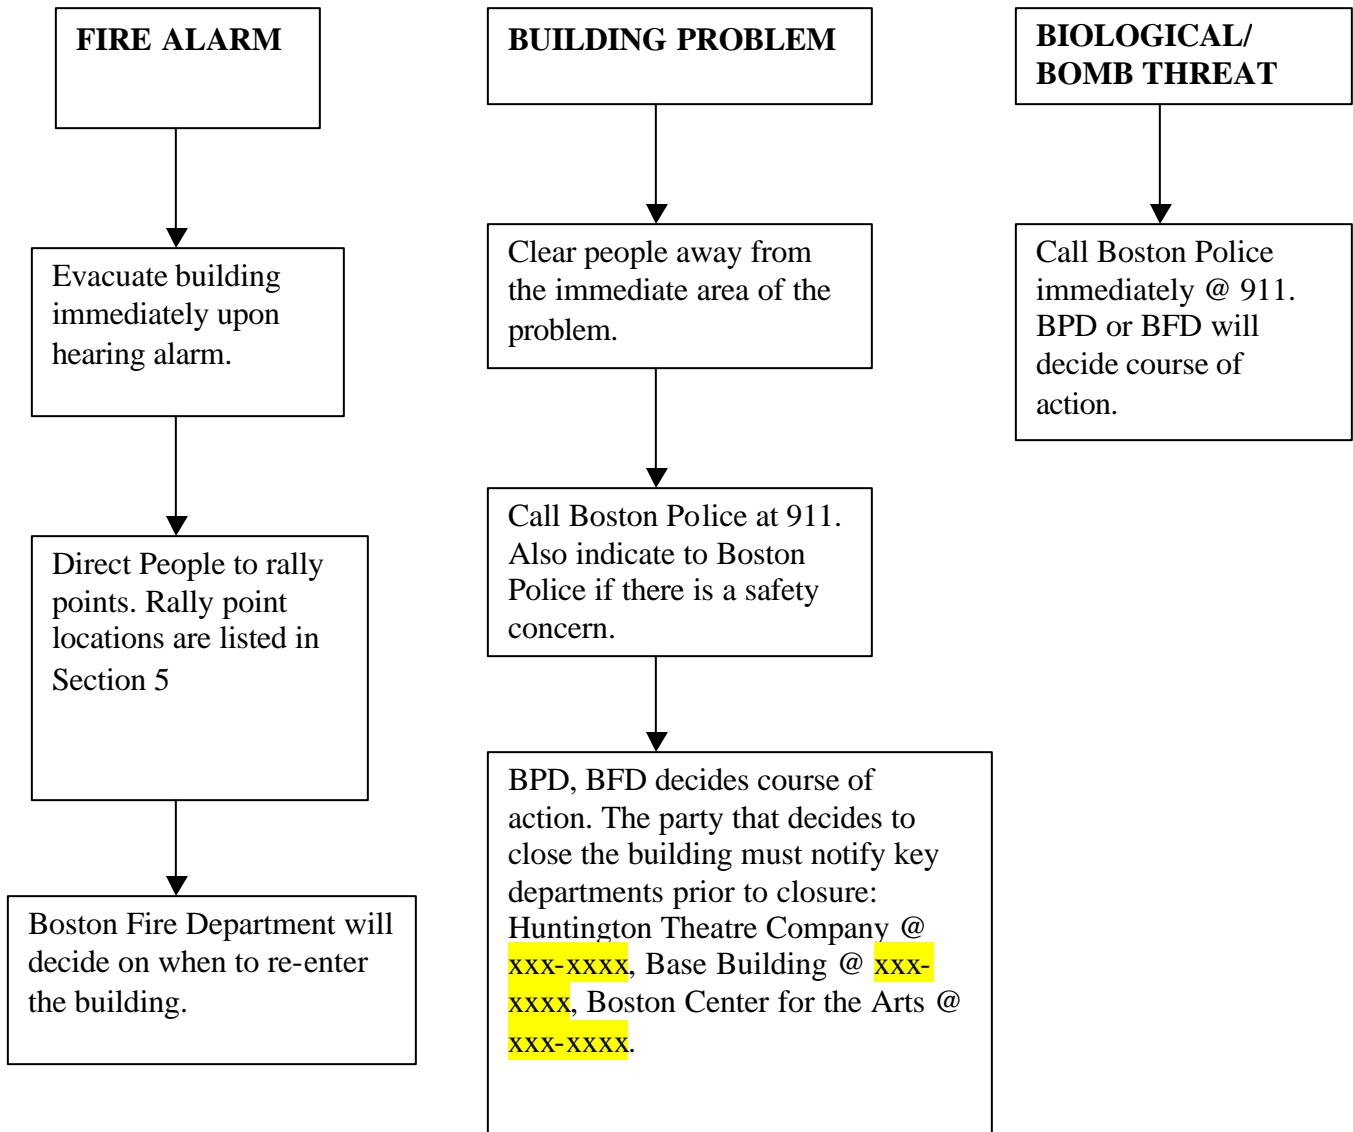 FIRE ALARM
Evacuate building
immediately upon
hearing alarm.
Direct People to rally
points. Rally point
locations are listed in
Section 5
Boston Fire Department will
decide on when to re-enter
the building.
BUILDING PROBLEM
Clear people away from
the immediate area of the
problem.
Call Boston Police at 911.
Also indicate to Boston
Police if there is a safety
concern.
BPD, BFD decides course of
action. The party that decides to
close the building must notify key
departments prior to closure:
Huntington Theatre Company @
xxx-xxxx, Base Building @ xxx-
xxxx, Boston Center for the Arts @
xxx-xxxx.
BIOLOGICAL/
BOMB THREAT
Call Boston Police
immediately @ 911.
BPD or BFD will
decide course of
action.